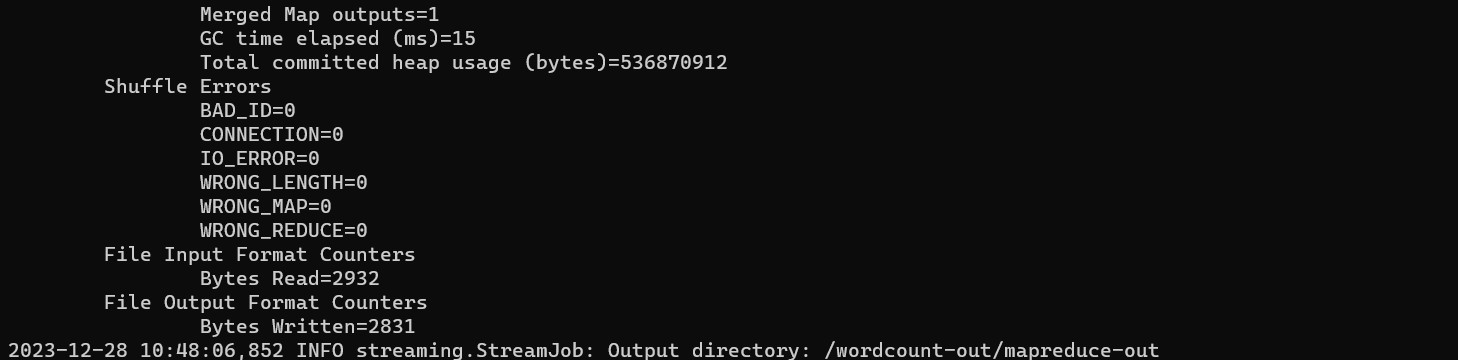 Merged Map outputs=1
GC time elapsed (ms)=15
Total committed heap usage (bytes)=536870912
Shuffle Errors
BAD_ID=0
CONNECTION=0
IO_ERROR=0
WRONG_LENGTH=0
WRONG_MAP=0
WRONG_REDUCE=0
File Input Format Counters
Bytes Read=2932
File Output Format Counters
Bytes Written=2831
2023-12-28 10:48:06,852 INFO streaming.StreamJob: Output directory: /wordcount-out/mapreduce-out